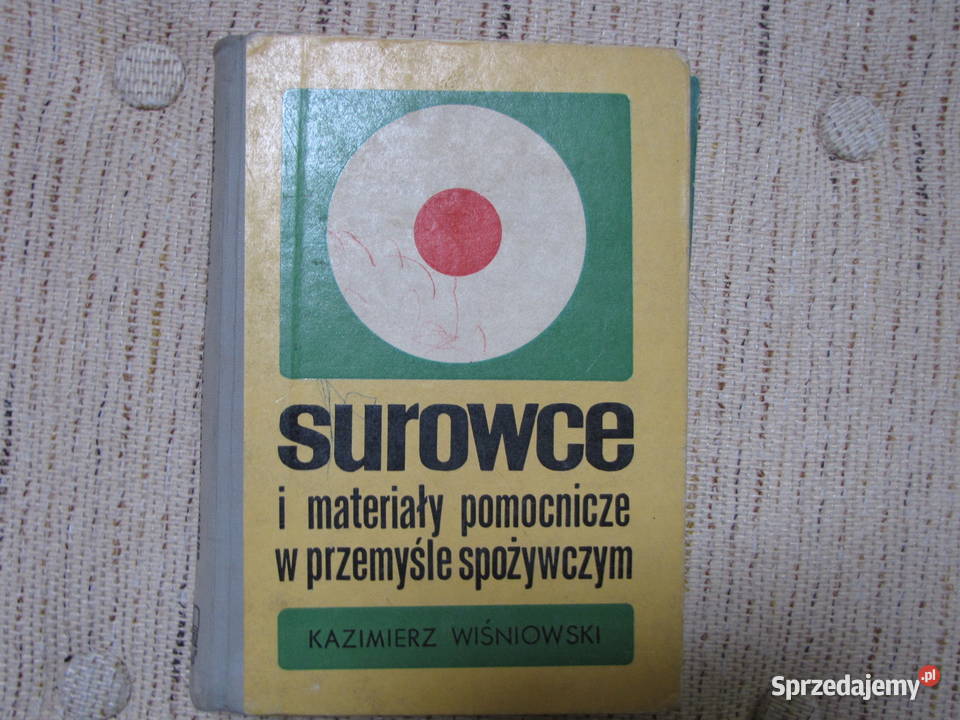 surowce
i materiały pomocnicze
w przemyśle spożywczym
KAZIMIERZ WIŚNIOWSKI
Sprzedajemy.pl